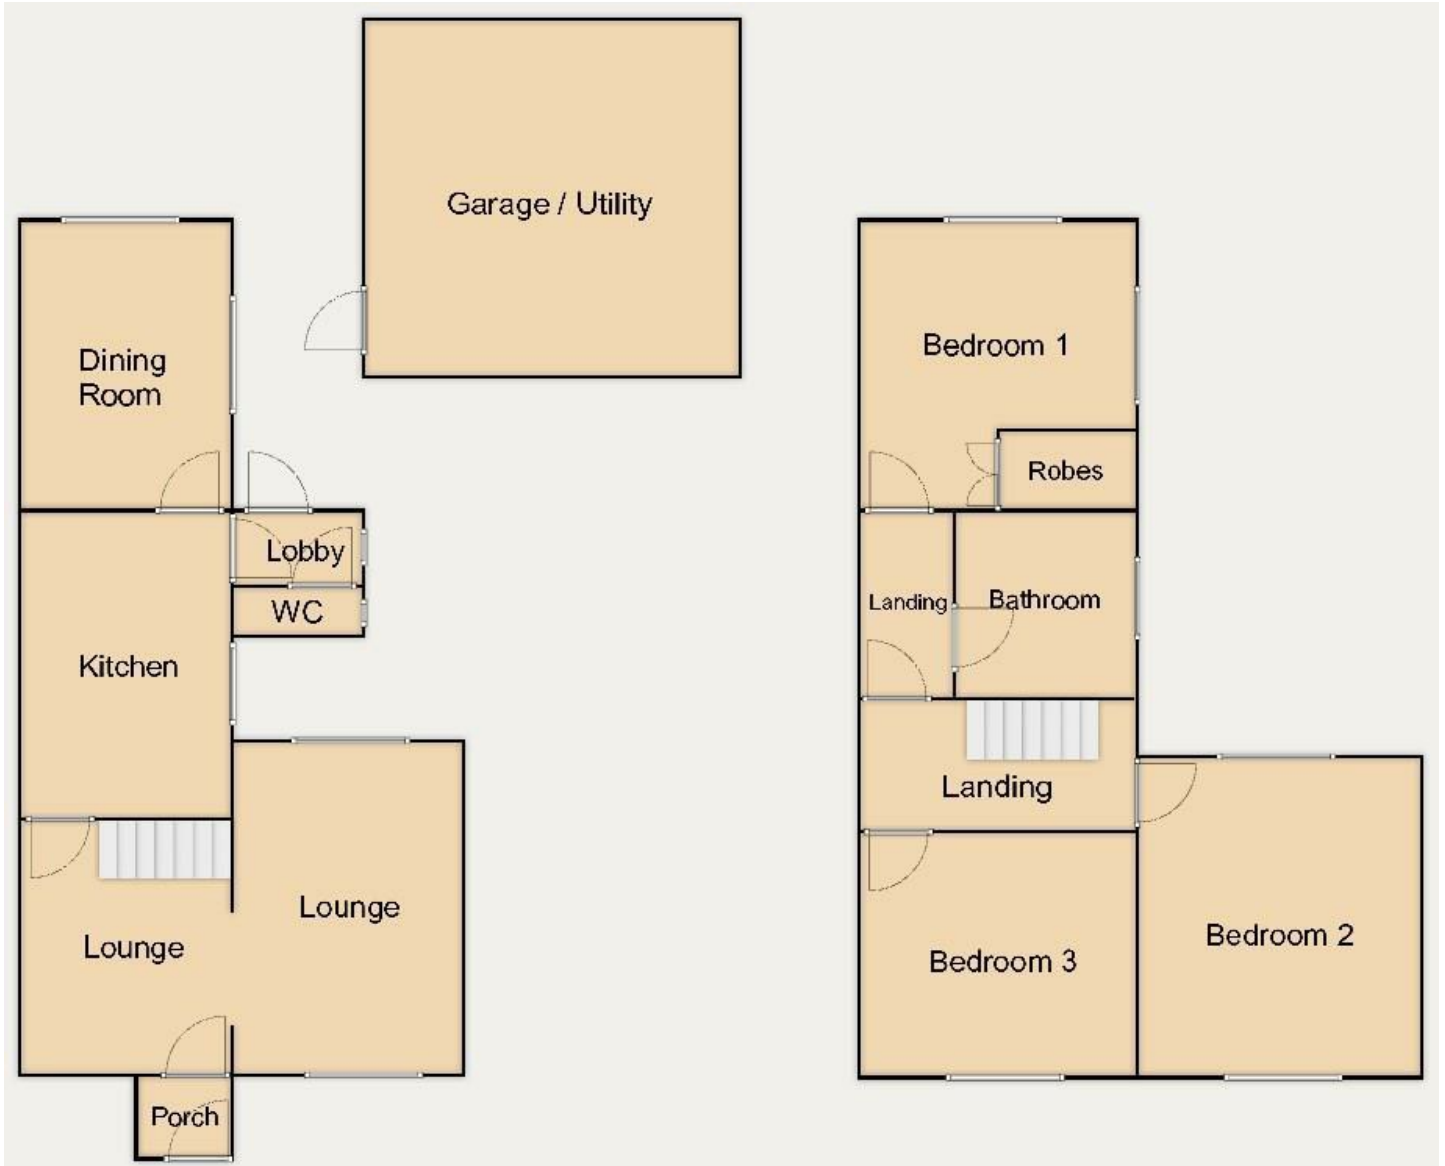 Garage / Utility
Dining
Room
Lobby
WC
Kitchen
Lounge
Lounge
Porch
Bedroom 1
Robes
Landing
Bathroom
Landing
Bedroom 2
Bedroom 3